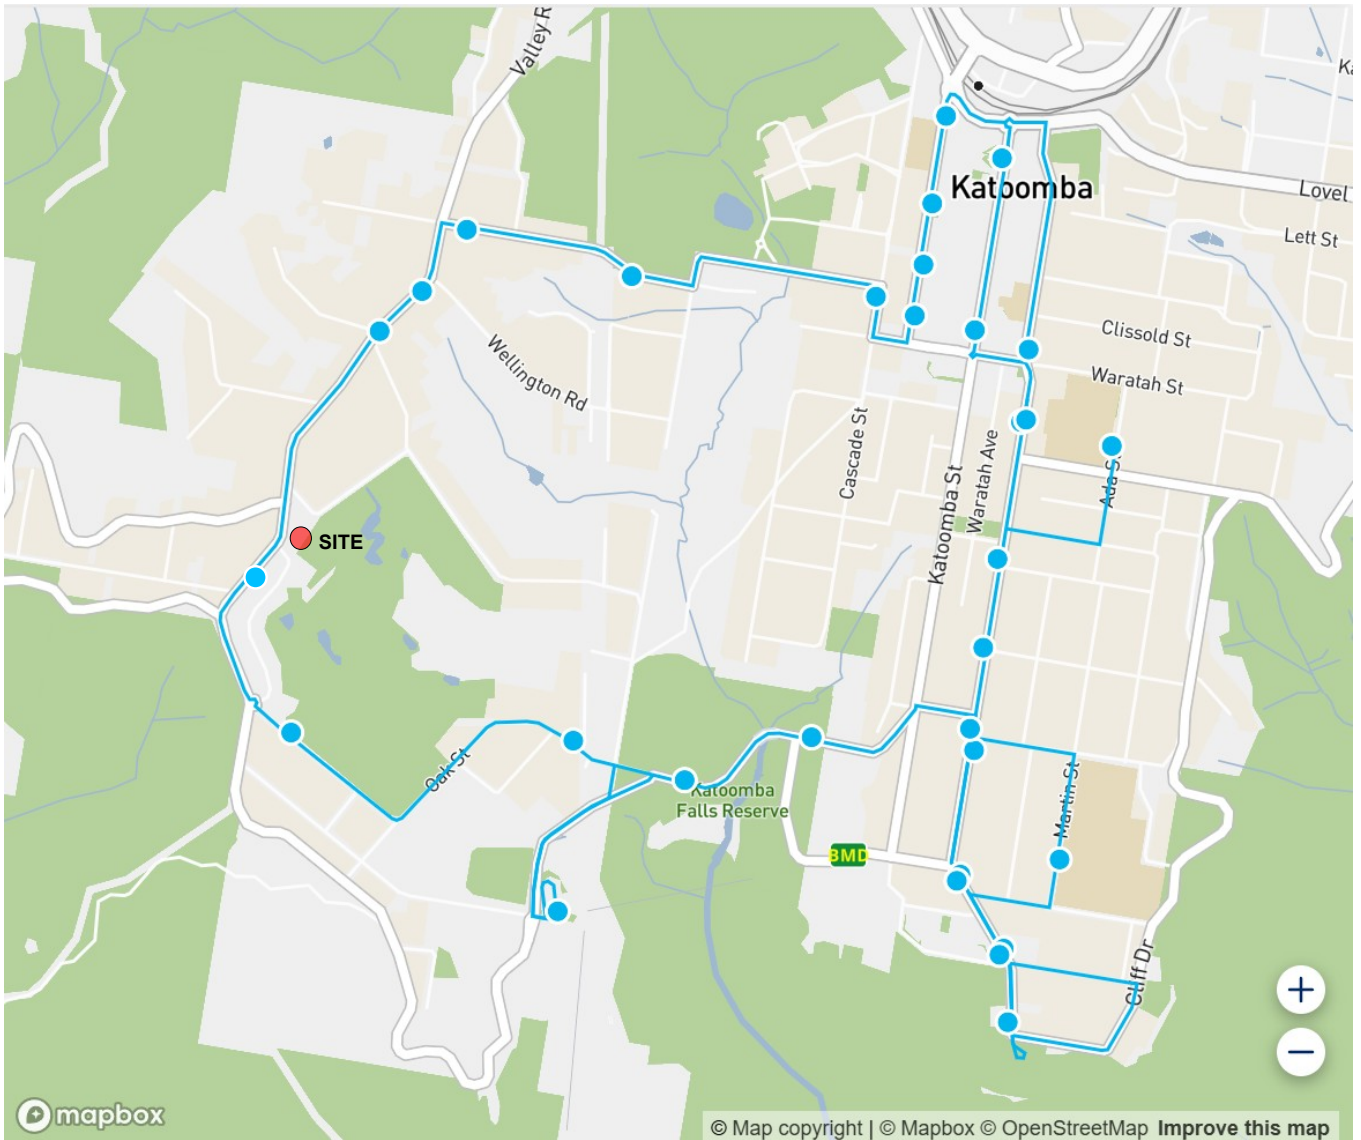 Valley R
Ka
Katoomba
Lovel
Lett St
Clissold St
Wellington Rd
Waratah St
Cascade St
Waratah Ave
Ada St
Katoomba St
SITE
Oak St
Katoomba
Falls Reserve
Martin St
BMD
Cliff Dr
+
−
mapbox
© Map copyright | © Mapbox © OpenStreetMap Improve this map